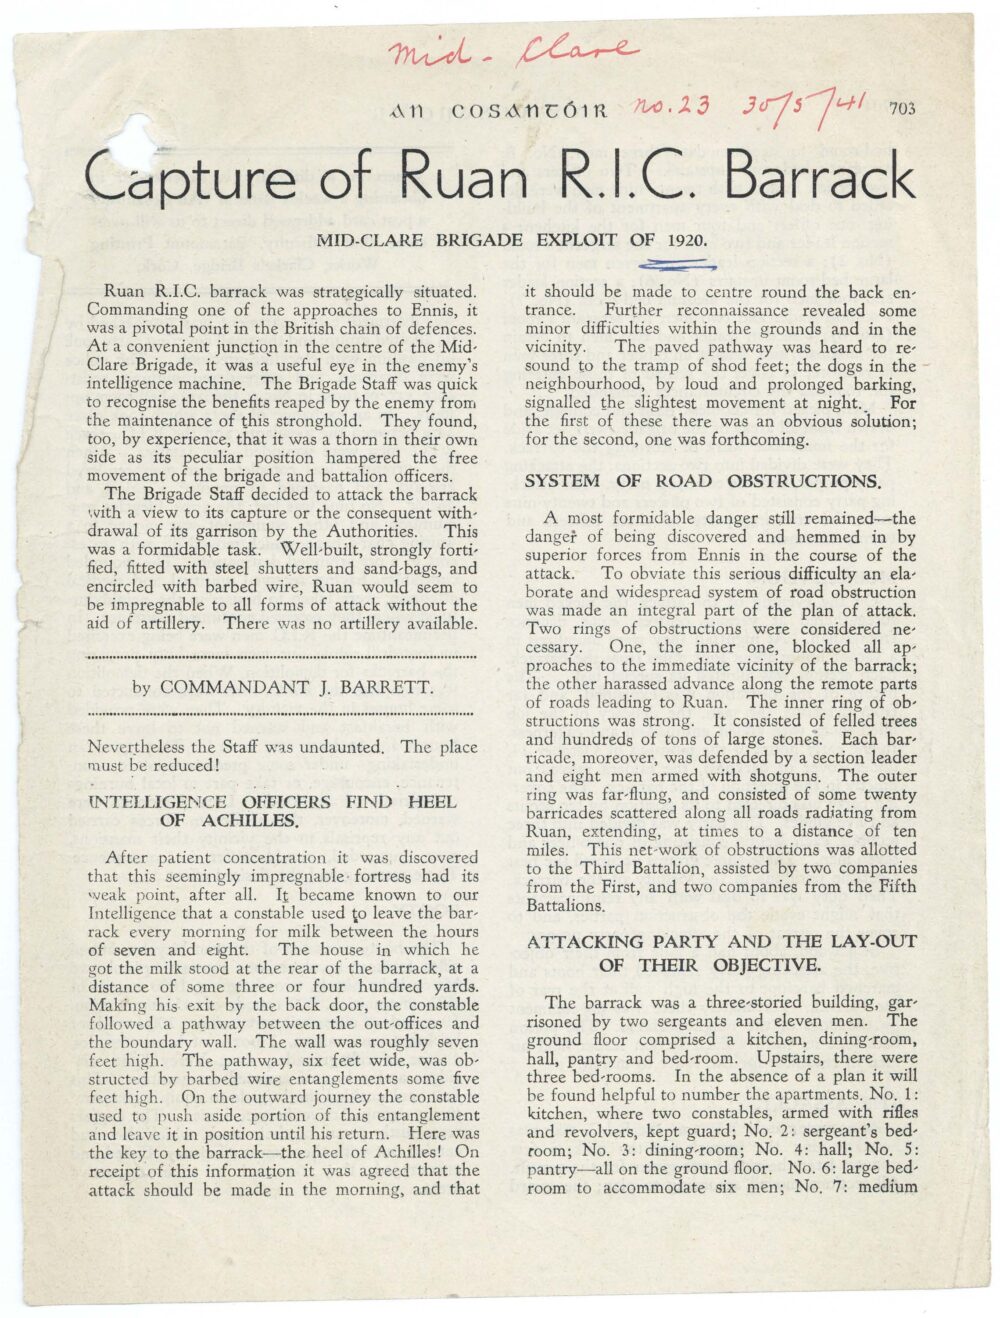 Mid - Clare
An Cosantóir no. 23 30/5/41 703
Capture of Ruan R.I.C. Barrack
MID-CLARE BRIGADE EXPLOIT OF 1920.
Ruan R.I.C. barrack was strategically situated.
Commanding one of the approaches to Ennis, it
was a pivotal point in the British chain of defences.
At a convenient junction in the centre of the Mid-
Clare Brigade, it was a useful eye in the enemy's
intelligence machine. The Brigade Staff was quick
to recognise the benefits reaped by the enemy from
the maintenance of this stronghold. They found,
too, by experience, that it was a thorn in their own
side as its peculiar position hampered the free
movement of the brigade and battalion officers.
The Brigade Staff decided to attack the barrack
with a view to its capture or the consequent with-
drawal of its garrison by the Authorities. This
was a formidable task. Well-built, strongly forti-
fied, fitted with steel shutters and sand-bags, and
encircled with barbed wire, Ruan would seem to
be impregnable to all forms of attack without the
aid of artillery. There was no artillery available.
by COMMANDANT J. BARRETT.
Nevertheless the Staff was undaunted. The place
must be reduced!
INTELLIGENCE OFFICERS FIND HEEL
OF ACHILLES.
After patient concentration it was discovered
that this seemingly impregnable fortress had its
weak point, after all. It became known to our
Intelligence that a constable used to leave the bar-
rack every morning for milk between the hours
of seven and eight. The house in which he
got the milk stood at the rear of the barrack, at a
distance of some three or four hundred yards.
Making his exit by the back door, the constable
followed a pathway between the out-offices and
the boundary wall. The wall was roughly seven
feet high. The pathway, six feet wide, was ob-
structed by barbed wire entanglements some five
feet high. On the outward journey the constable
used to push aside portion of this entanglement
and leave it in position until his return. Here was
the key to the barrack—the heel of Achilles! On
receipt of this information it was agreed that the
attack should be made in the morning, and that
it should be made to centre round the back en-
trance. Further reconnaissance revealed some
minor difficulties within the grounds and in the
vicinity. The paved pathway was heard to re-
sound to the tramp of shod feet; the dogs in the
neighbourhood, by loud and prolonged barking,
signalled the slightest movement at night. For
the first of these there was an obvious solution;
for the second, one was forthcoming.
SYSTEM OF ROAD OBSTRUCTIONS.
A most formidable danger still remained—the
danger of being discovered and hemmed in by
superior forces from Ennis in the course of the
attack. To obviate this serious difficulty an ela-
borate and widespread system of road obstruction
was made an integral part of the plan of attack.
Two rings of obstructions were considered ne-
cessary. One, the inner one, blocked all ap-
proaches to the immediate vicinity of the barrack;
the other harassed advance along the remote parts
of roads leading to Ruan. The inner ring of ob-
structions was strong. It consisted of felled trees
and hundreds of tons of large stones. Each bar-
ricade, moreover, was defended by a section leader
and eight men armed with shotguns. The outer
ring was far-flung, and consisted of some twenty
barricades scattered along all roads radiating from
Ruan, extending, at times to a distance of ten
miles. This net-work of obstructions was allotted
to the Third Battalion, assisted by two companies
from the First, and two companies from the Fifth
Battalions.
ATTACKING PARTY AND THE LAY-OUT
OF THEIR OBJECTIVE.
The barrack was a three-storied building, gar-
risoned by two sergeants and eleven men. The
ground floor comprised a kitchen, dining-room,
hall, pantry and bed-room. Upstairs, there were
three bed-rooms. In the absence of a plan it will
be found helpful to number the apartments. No. 1:
kitchen, where two constables, armed with rifles
and revolvers, kept guard; No. 2: sergeant's bed-
room; No. 3: dining-room; No. 4: hall; No. 5:
pantry—all on the ground floor. No. 6: large bed-
room to accommodate six men; No. 7: medium